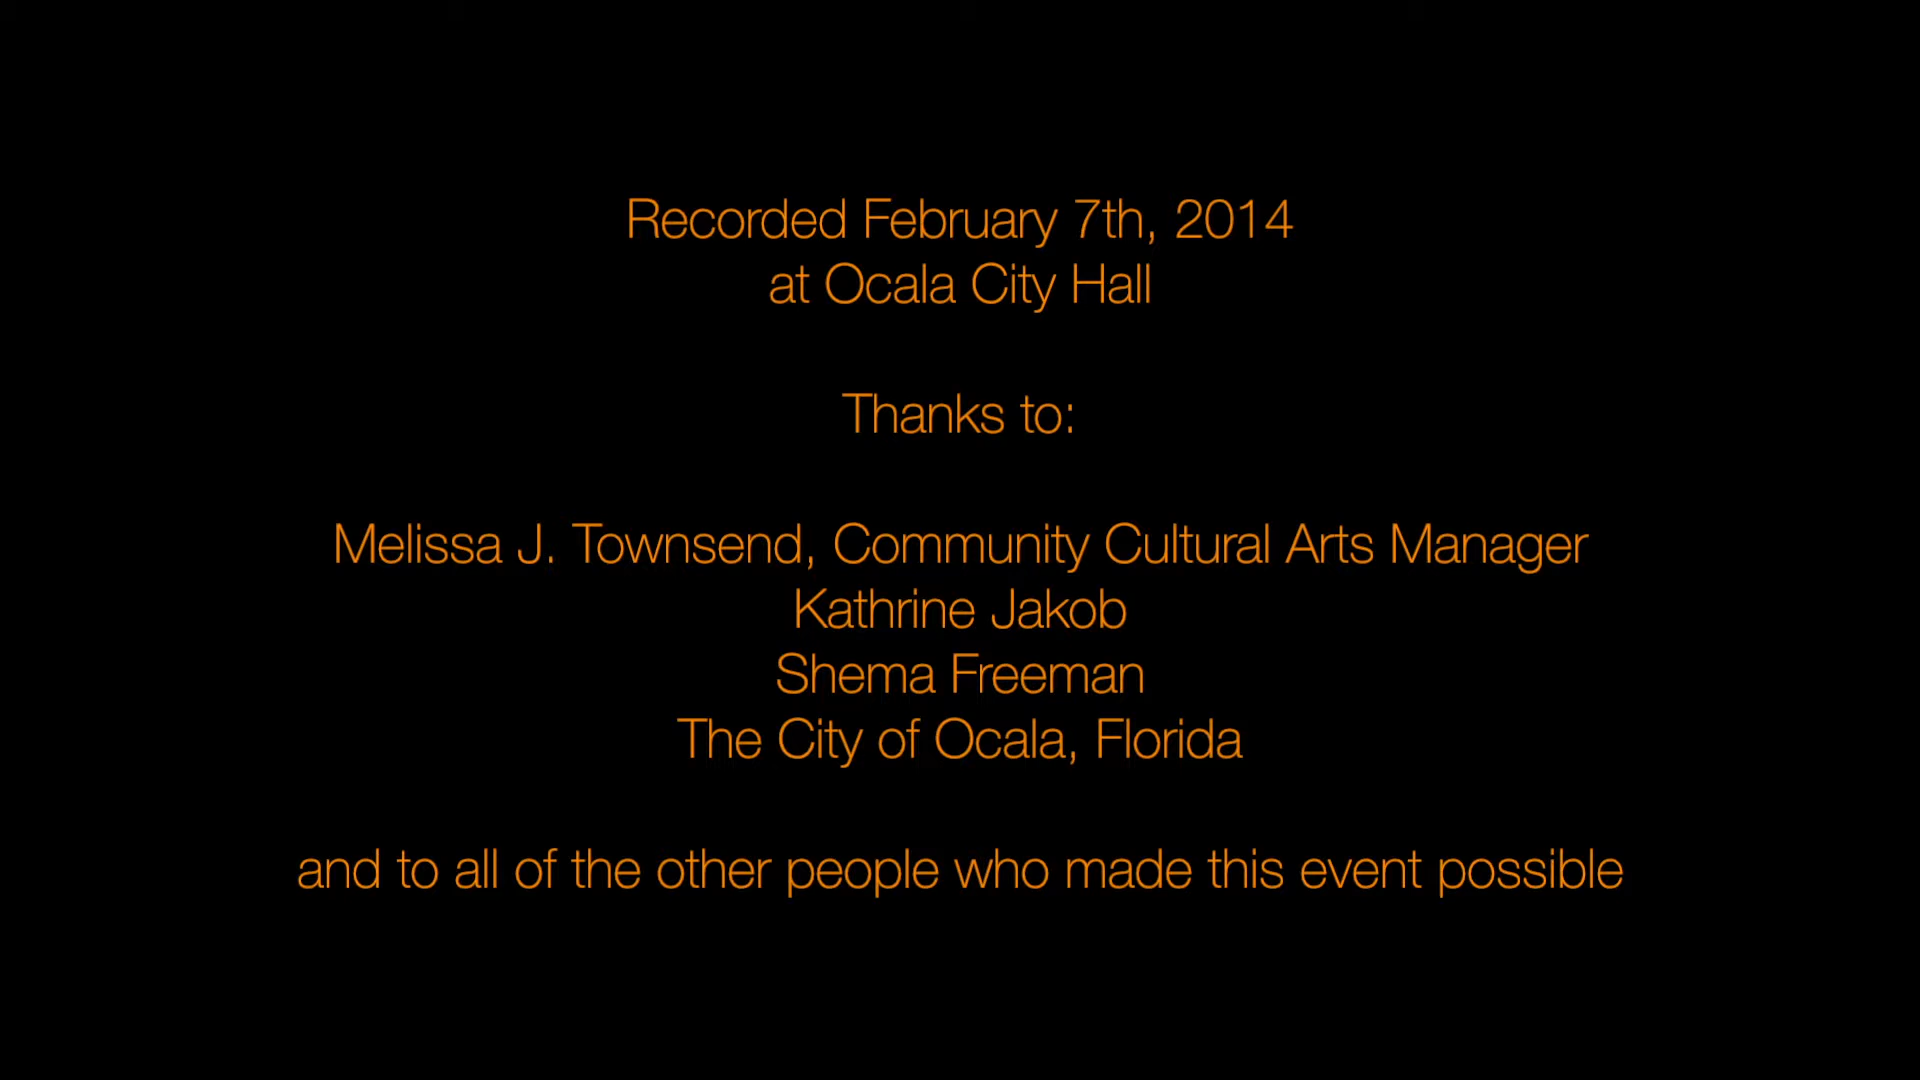 Recorded February 7th, 2014
at Ocala City Hall
Thanks to:
Melissa J. Townsend, Community Cultural Arts Manager
Kathrine Jakob
Shema Freeman
The City of Ocala, Florida
and to all of the other people who made this event possible